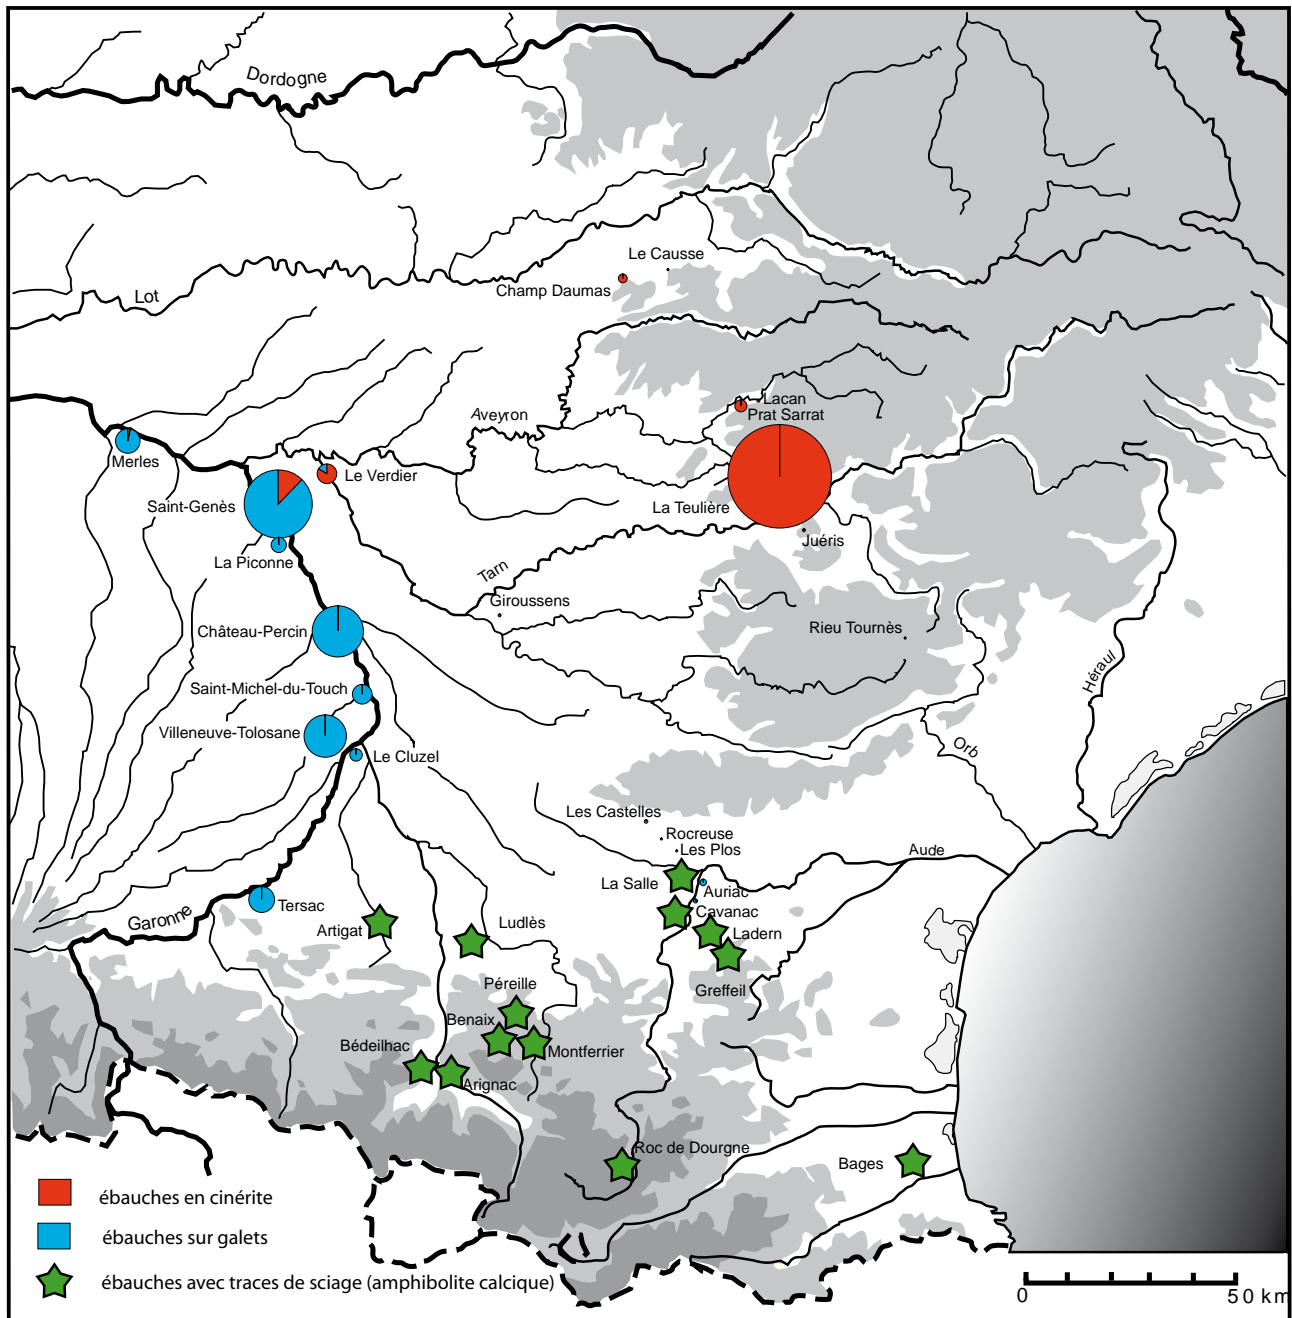 Dordogne
Le Causse
Champ Daumas
Lot
Lacan
Prat Sarrat
Aveyron
Merles
Le Verdier
Saint-Genès
La Teulière
Juéris
La Piconne
Tarn
Giroussens
Château-Percin
Rieu Tournès
Héraul
Saint-Michel-du-Touch
Villeneuve-Tolosane
Orb
Le Cluzel
Les Castelles
Rocreuse
Les Plos
Aude
La Salle
Auriac
Tersac
Cavanac
Garonne
Artigat
Ludlès
Ladern
Péreille
Greffeil
Benaix
Bédeilhac
Montferrier
Arignac
Roc de Dourgne
Bages
ébauches en cinérite
ébauches sur galets
ébauches avec traces de sciage (amphibolite calcique)
0 50 km